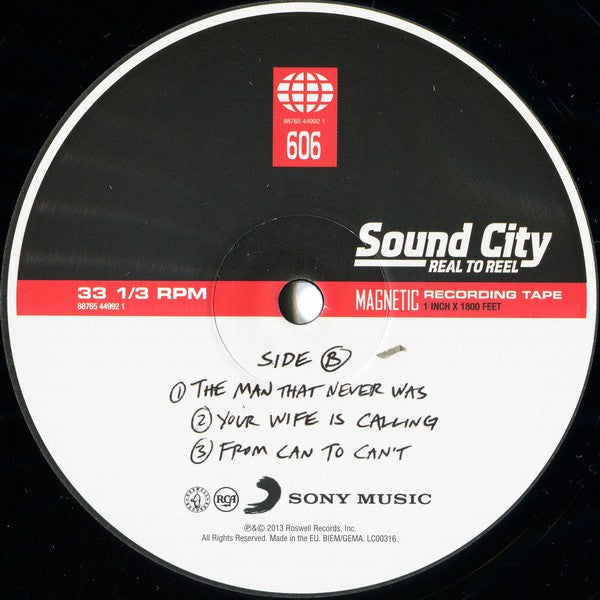 88765 44992 1
606
Sound City
REAL TO REEL
33 1/3 RPM
88765 44992 1
MAGNETIC RECORDING TAPE
1 INCH X 1800 FEET
SIDE B
1 THE MAN THAT NEVER WAS
2 YOUR WIFE IS CALLING
3 FROM CAN TO CAN'T
RCA SONY MUSIC
℗&© 2013 Roswell Records, Inc.
All Rights Reserved. Made in the EU. BIEM/GEMA. LC00316.